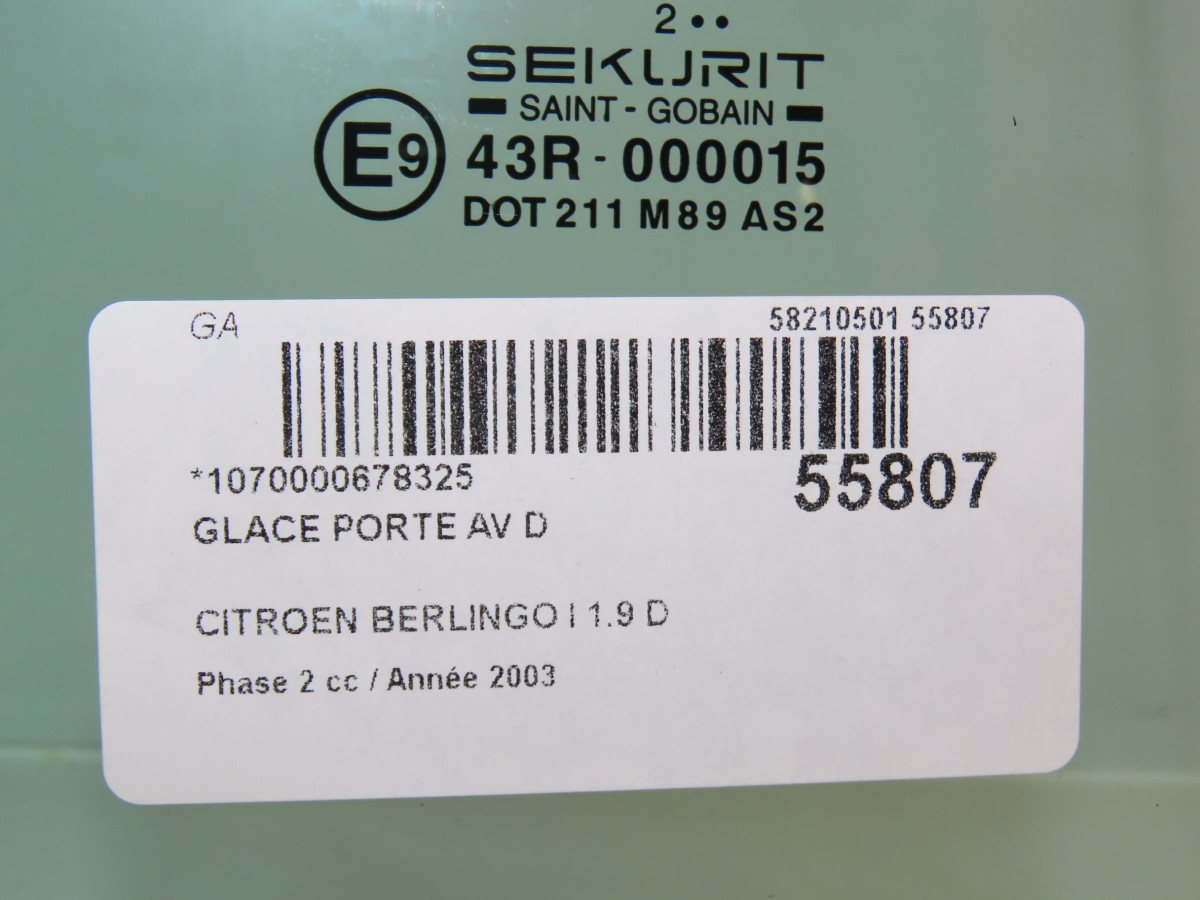 2 ••
SEKURIT
SAINT - GOBAIN
E9 43R - 000015
DOT 211 M89 AS2
GA 58210501 55807
*1070000678325 55807
GLACE PORTE AV D
CITROEN BERLINGO I 1.9 D
Phase 2 cc / Année 2003